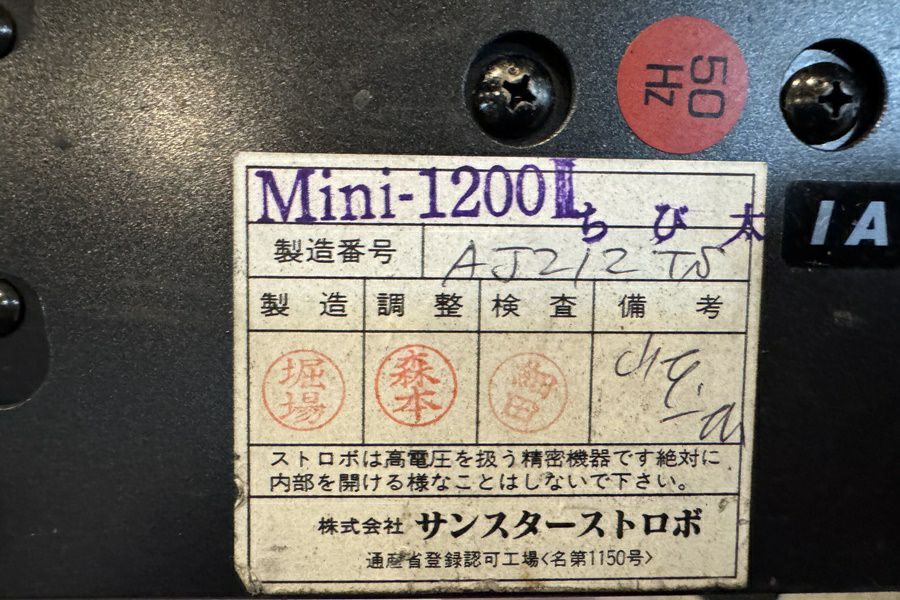 50
Hz
Mini-1200Ⅱ
ちび太
IA
製造番号 AJ212TS
製造 調整 検査 備考
堀場 森本 細田
ストロボは高電圧を扱う精密機器です絶対に
内部を開ける様なことはしないで下さい。
株式会社 サンスターストロボ
通産省登録認可工場〈名第1150号〉